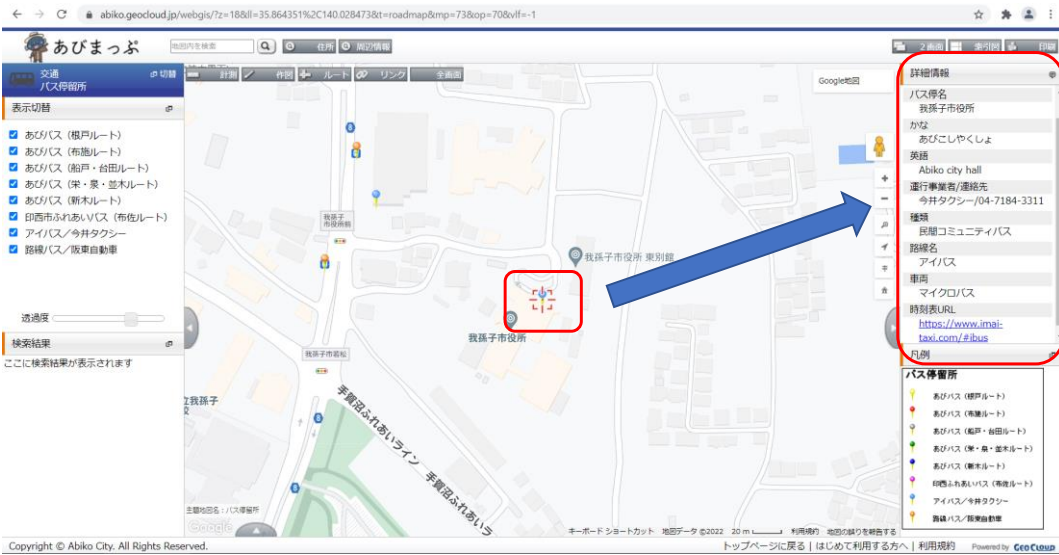 abiko.geocloud.jp/webgis/?z=18&ll=35.864351%2C140.028473&t=roadmap&mp=73&op=70&vlf=-1
あびまっぷ
地図内を検索
住所
周辺情報
2画面
索引図
印刷
交通
バス停留所
切替
計測
作図
ルート
リンク
全画面
表示切替
あびバス（根戸ルート）
あびバス（布施ルート）
あびバス（船戸・台田ルート）
あびバス（栄・泉・並木ルート）
あびバス（新木ルート）
印西市ふれあいバス（布佐ルート）
アイバス／今井タクシー
路線バス／阪東自動車
透過度
検索結果
ここに検索結果が表示されます
Google地図
我孫子
市役所前
我孫子市役所 東別館
我孫子市役所
我孫子市若松
立我孫子
校
手賀沼ふれあいライン
手賀沼ふれあいラ
主題地図名：バス停留所
Google
キーボード ショートカット
地図データ ©2022
20 m
利用規約
地図の誤りを報告する
詳細情報
バス停名
我孫子市役所
かな
あびこしやくしょ
英語
Abiko city hall
運行事業者/連絡先
今井タクシー/04-7184-3311
種類
民間コミュニティバス
路線名
アイバス
車両
マイクロバス
時刻表URL
https://www.imai-
taxi.com/#ibus
凡例
バス停留所
あびバス（根戸ルート）
あびバス（布施ルート）
あびバス（船戸・台田ルート）
あびバス（栄・泉・並木ルート）
あびバス（新木ルート）
印西ふれあいバス（布佐ルート）
アイバス／今井タクシー
路線バス／阪東自動車
Copyright © Abiko City. All Rights Reserved.
トップページに戻る | はじめて利用する方へ | 利用規約
Powered by GeoCloud